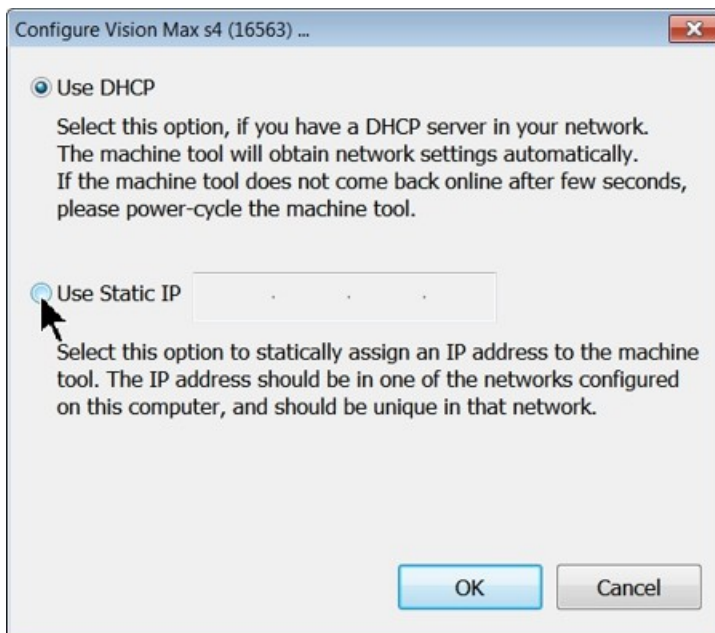 Configure Vision Max s4 (16563) ...
Use DHCP
Select this option, if you have a DHCP server in your network.
The machine tool will obtain network settings automatically.
If the machine tool does not come back online after few seconds,
please power-cycle the machine tool.
Use Static IP . . .
Select this option to statically assign an IP address to the machine
tool. The IP address should be in one of the networks configured
on this computer, and should be unique in that network.
OK Cancel